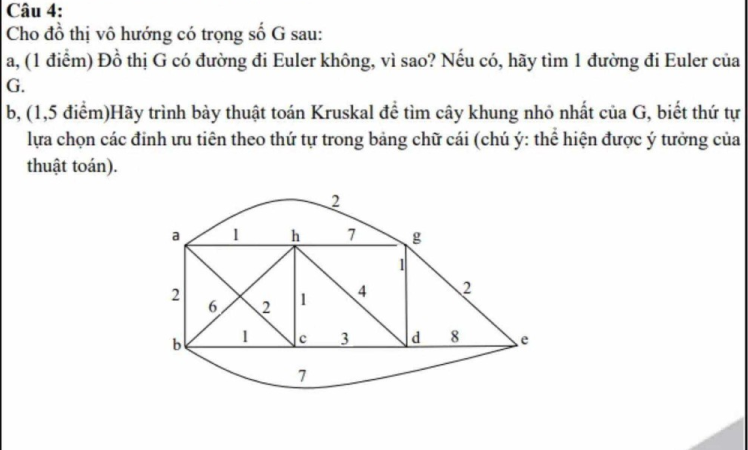 Câu 4:
Cho đồ thị vô hướng có trọng số G sau:
a, (1 điểm) Đồ thị G có đường đi Euler không, vì sao? Nếu có, hãy tìm 1 đường đi Euler của
G.
b, (1,5 điểm)Hãy trình bày thuật toán Kruskal để tìm cây khung nhỏ nhất của G, biết thứ tự
lựa chọn các đỉnh ưu tiên theo thứ tự trong bảng chữ cái (chú ý: thể hiện được ý tưởng của
thuật toán).
2
a 1 h 7 g
1
2 6 2 1 4 2
b 1 c 3 d 8 e
7